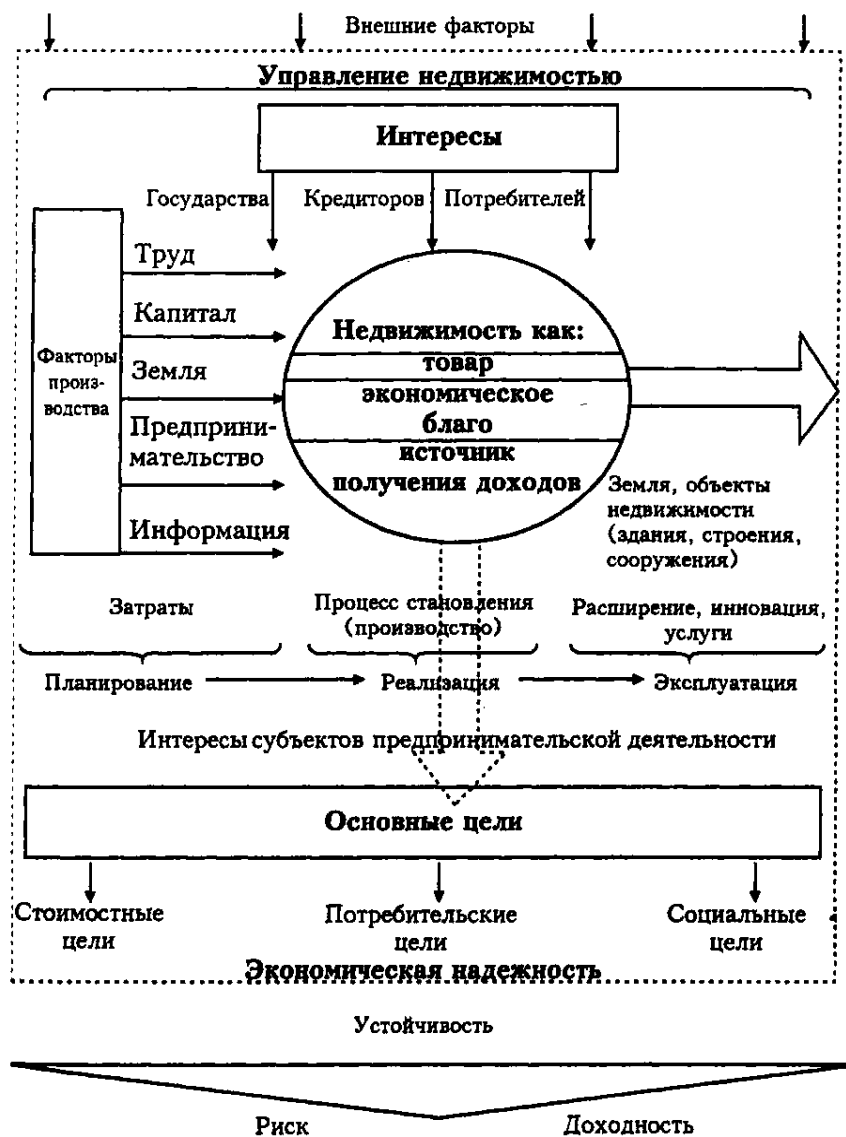 Внешние факторы
Управление недвижимостью
Интересы
Государства
Кредиторов
Потребителей
Факторы
произ-
водства
Труд
Капитал
Земля
Предприни-
мательство
Информация
Недвижимость как:
товар
экономическое
благо
источник
получения доходов
Земля, объекты
недвижимости
(здания, строения,
сооружения)
Затраты
Процесс становления
(производство)
Расширение, инновация,
услуги
Планирование
Реализация
Эксплуатация
Интересы субъектов предпринимательской деятельности
Основные цели
Стоимостные
цели
Потребительские
цели
Социальные
цели
Экономическая надежность
Устойчивость
Риск
Доходность